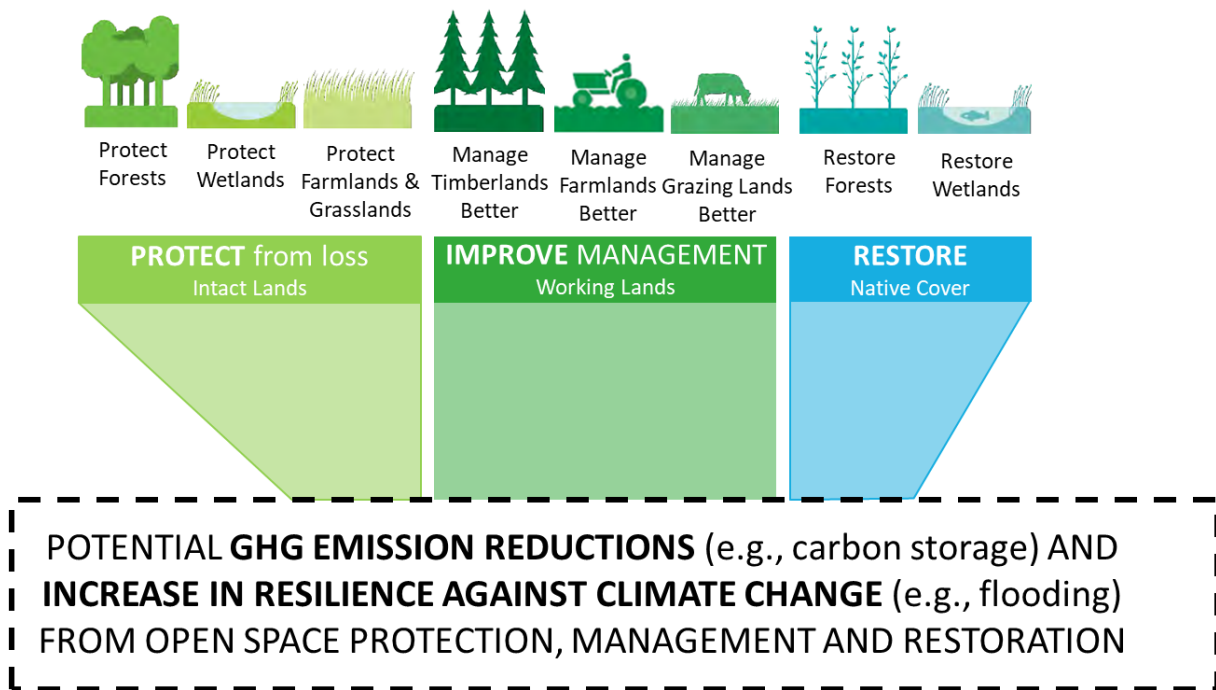 Protect
Forests
Protect
Wetlands
Protect
Farmlands &
Grasslands
Manage
Timberlands
Better
Manage
Farmlands
Better
Manage
Grazing Lands
Better
Restore
Forests
Restore
Wetlands
PROTECT from loss
Intact Lands
IMPROVE MANAGEMENT
Working Lands
RESTORE
Native Cover
POTENTIAL GHG EMISSION REDUCTIONS (e.g., carbon storage) AND
INCREASE IN RESILIENCE AGAINST CLIMATE CHANGE (e.g., flooding)
FROM OPEN SPACE PROTECTION, MANAGEMENT AND RESTORATION